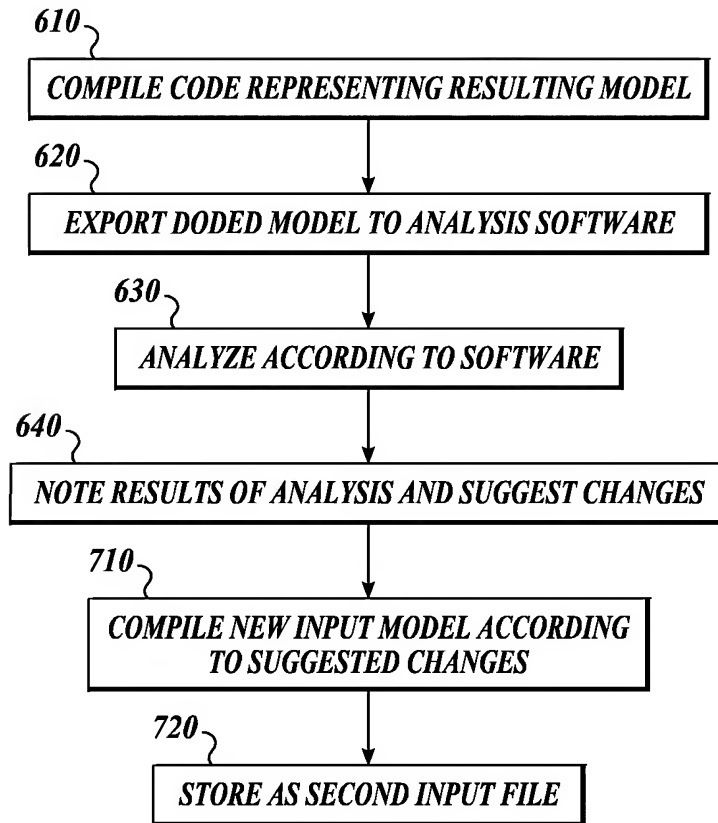 610
COMPILE CODE REPRESENTING RESULTING MODEL
620
EXPORT DODED MODEL TO ANALYSIS SOFTWARE
630
ANALYZE ACCORDING TO SOFTWARE
640
NOTE RESULTS OF ANALYSIS AND SUGGEST CHANGES
710
COMPILE NEW INPUT MODEL ACCORDING
TO SUGGESTED CHANGES
720
STORE AS SECOND INPUT FILE